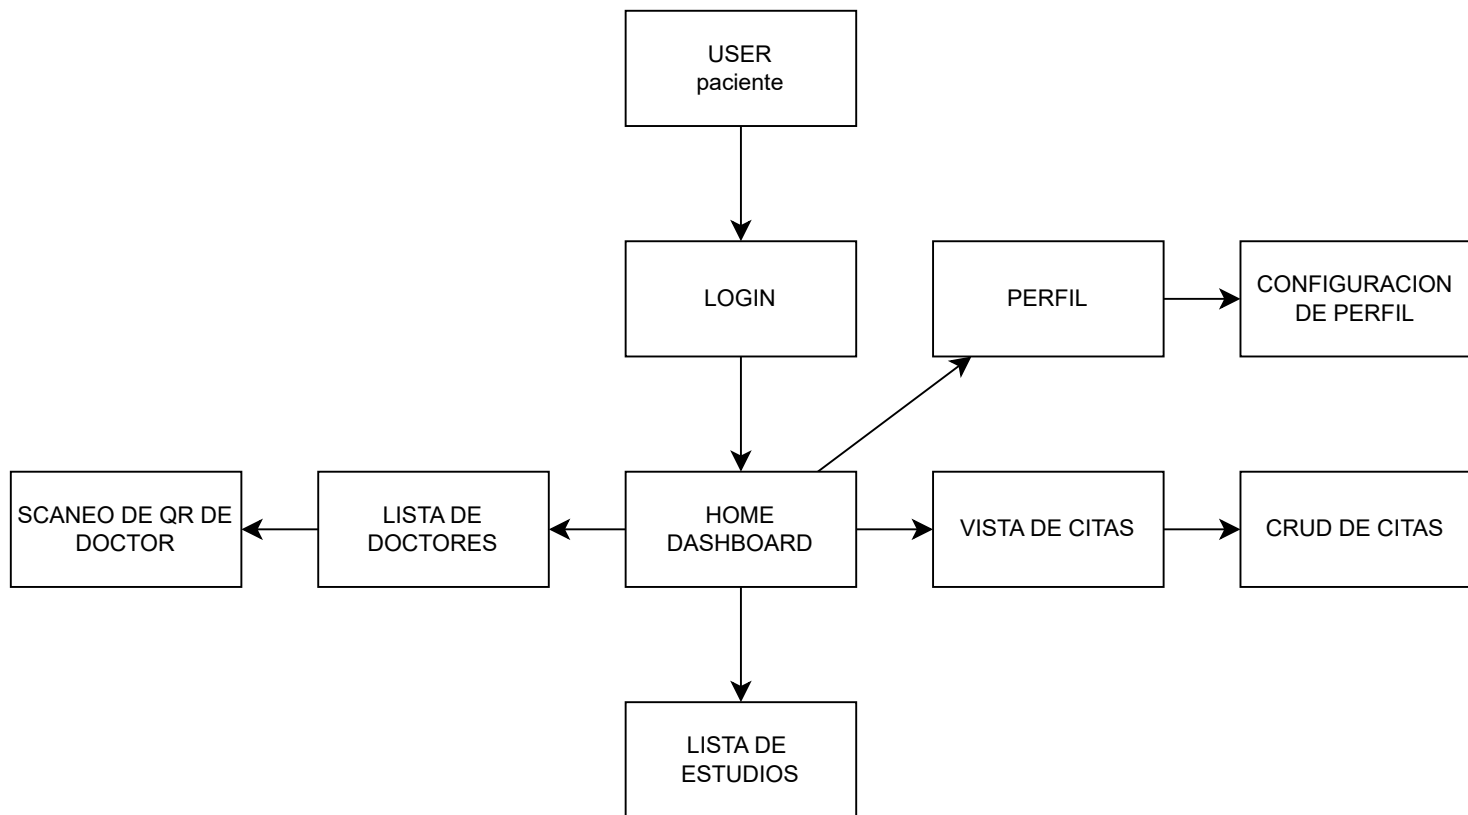 USER
paciente
LOGIN
PERFIL
CONFIGURACION
DE PERFIL
SCANEO DE QR DE
DOCTOR
LISTA DE
DOCTORES
HOME
DASHBOARD
VISTA DE CITAS
CRUD DE CITAS
LISTA DE
ESTUDIOS